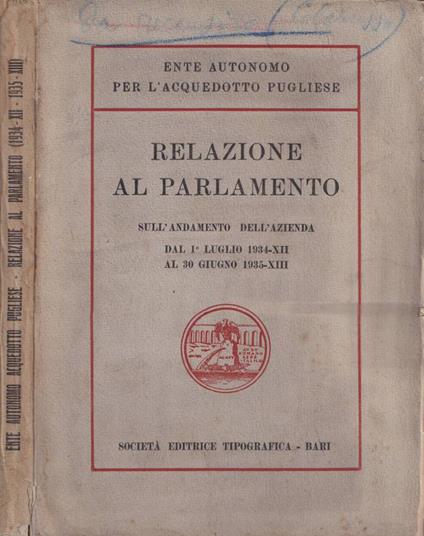 ENTE AUTONOMO ACQUEDOTTO PUGLIESE - RELAZIONE AL PARLAMENTO (1934-XII - 1935-XIII)
ENTE AUTONOMO
PER L'ACQUEDOTTO PUGLIESE
RELAZIONE
AL PARLAMENTO
SULL'ANDAMENTO DELL'AZIENDA
DAL 1º LUGLIO 1934-XII
AL 30 GIUGNO 1935-XIII
SOCIETÀ EDITRICE TIPOGRAFICA - BARI